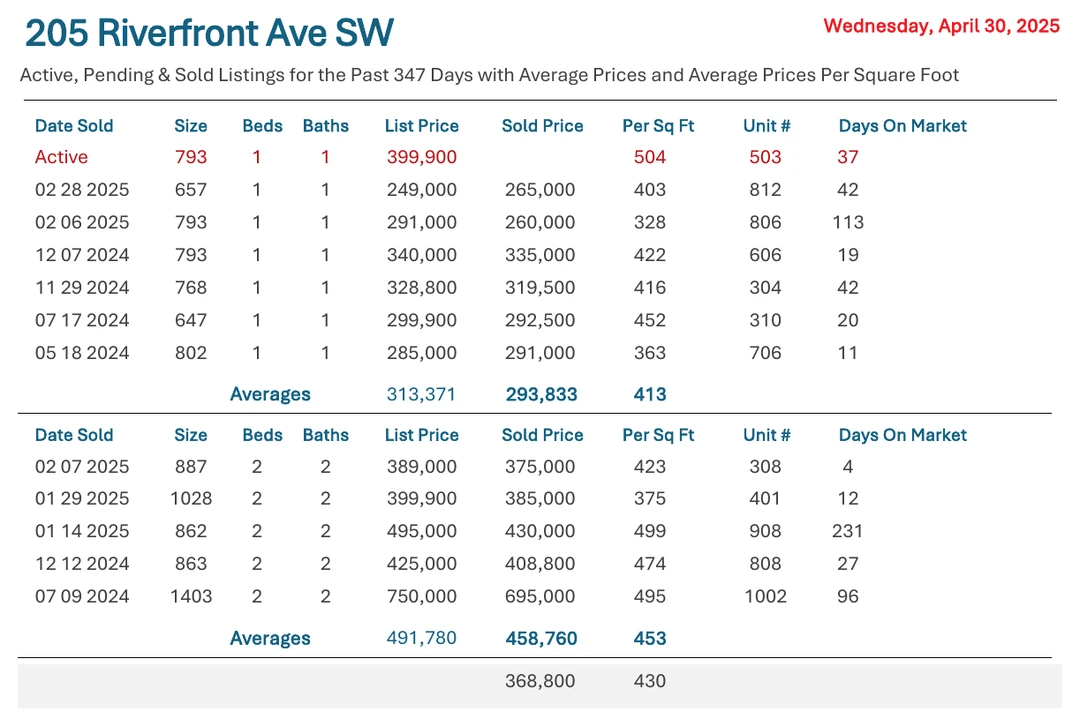 205 Riverfront Ave SW
Wednesday, April 30, 2025
Active, Pending & Sold Listings for the Past 347 Days with Average Prices and Average Prices Per Square Foot
Date Sold Size Beds Baths List Price Sold Price Per Sq Ft Unit # Days On Market
Active 793 1 1 399,900 504 503 37
02 28 2025 657 1 1 249,000 265,000 403 812 42
02 06 2025 793 1 1 291,000 260,000 328 806 113
12 07 2024 793 1 1 340,000 335,000 422 606 19
11 29 2024 768 1 1 328,800 319,500 416 304 42
07 17 2024 647 1 1 299,900 292,500 452 310 20
05 18 2024 802 1 1 285,000 291,000 363 706 11
Averages 313,371 293,833 413
Date Sold Size Beds Baths List Price Sold Price Per Sq Ft Unit # Days On Market
02 07 2025 887 2 2 389,000 375,000 423 308 4
01 29 2025 1028 2 2 399,900 385,000 375 401 12
01 14 2025 862 2 2 495,000 430,000 499 908 231
12 12 2024 863 2 2 425,000 408,800 474 808 27
07 09 2024 1403 2 2 750,000 695,000 495 1002 96
Averages 491,780 458,760 453
368,800 430